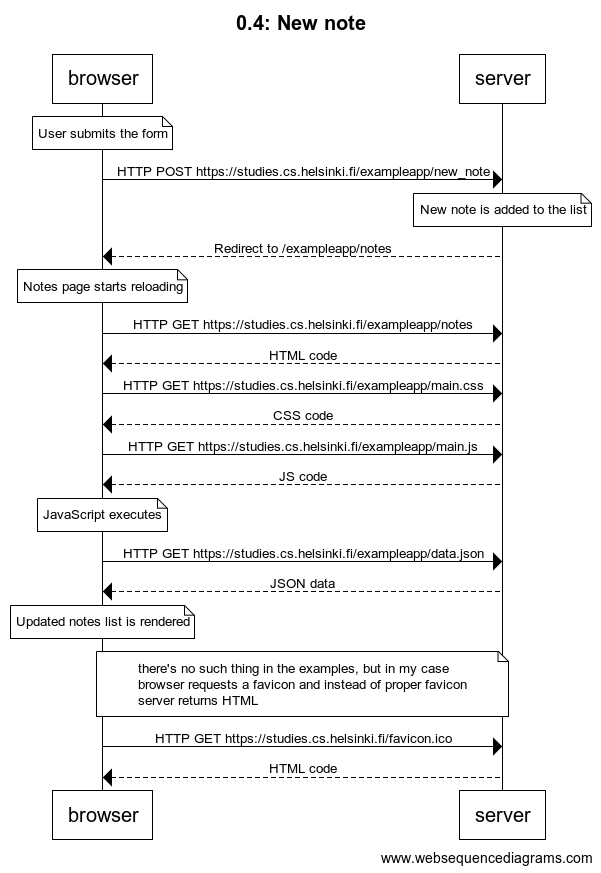 0.4: New note
browser
server
User submits the form
HTTP POST https://studies.cs.helsinki.fi/exampleapp/new_note
New note is added to the list
Redirect to /exampleapp/notes
Notes page starts reloading
HTTP GET https://studies.cs.helsinki.fi/exampleapp/notes
HTML code
HTTP GET https://studies.cs.helsinki.fi/exampleapp/main.css
CSS code
HTTP GET https://studies.cs.helsinki.fi/exampleapp/main.js
JS code
JavaScript executes
HTTP GET https://studies.cs.helsinki.fi/exampleapp/data.json
JSON data
Updated notes list is rendered
there's no such thing in the examples, but in my case
browser requests a favicon and instead of proper favicon
server returns HTML
HTTP GET https://studies.cs.helsinki.fi/favicon.ico
HTML code
browser
server
www.websequencediagrams.com